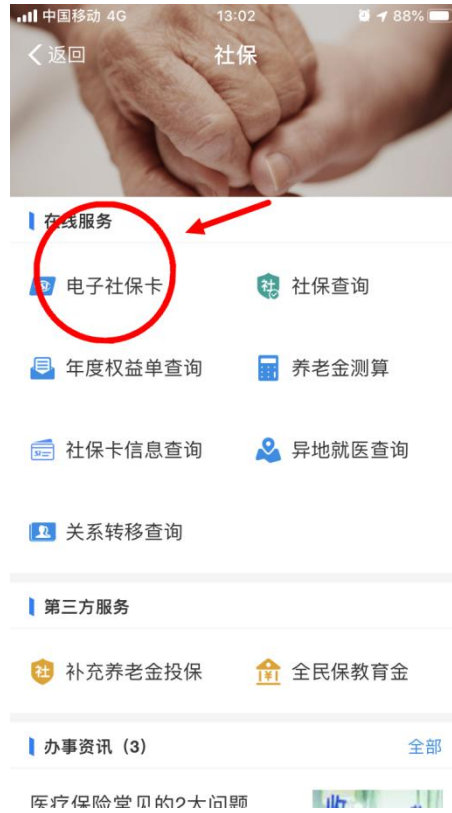 中国移动 4G 13:02 88%
返回 社保
在线服务
电子社保卡 社保查询
年度权益单查询 养老金测算
社保卡信息查询 异地就医查询
关系转移查询
第三方服务
补充养老金投保 全民保教育金
办事资讯（3） 全部
医疗保险常见的2大问题